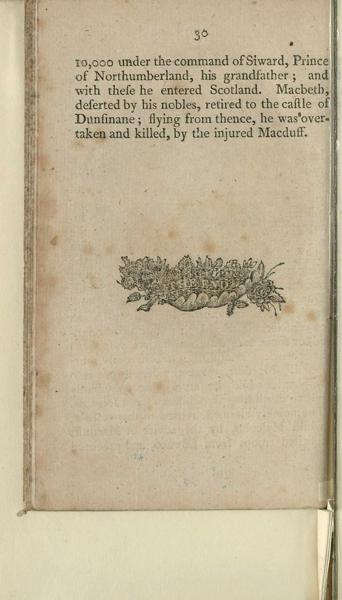 30
10,000 under the command of Siward, Prince
of Northumberland, his grandfather; and
with theſe he entered Scotland. Macbeth,
deſerted by his nobles, retired to the caſtle of
Dunſinane; flying from thence, he was over-
taken and killed, by the injured Macduff.